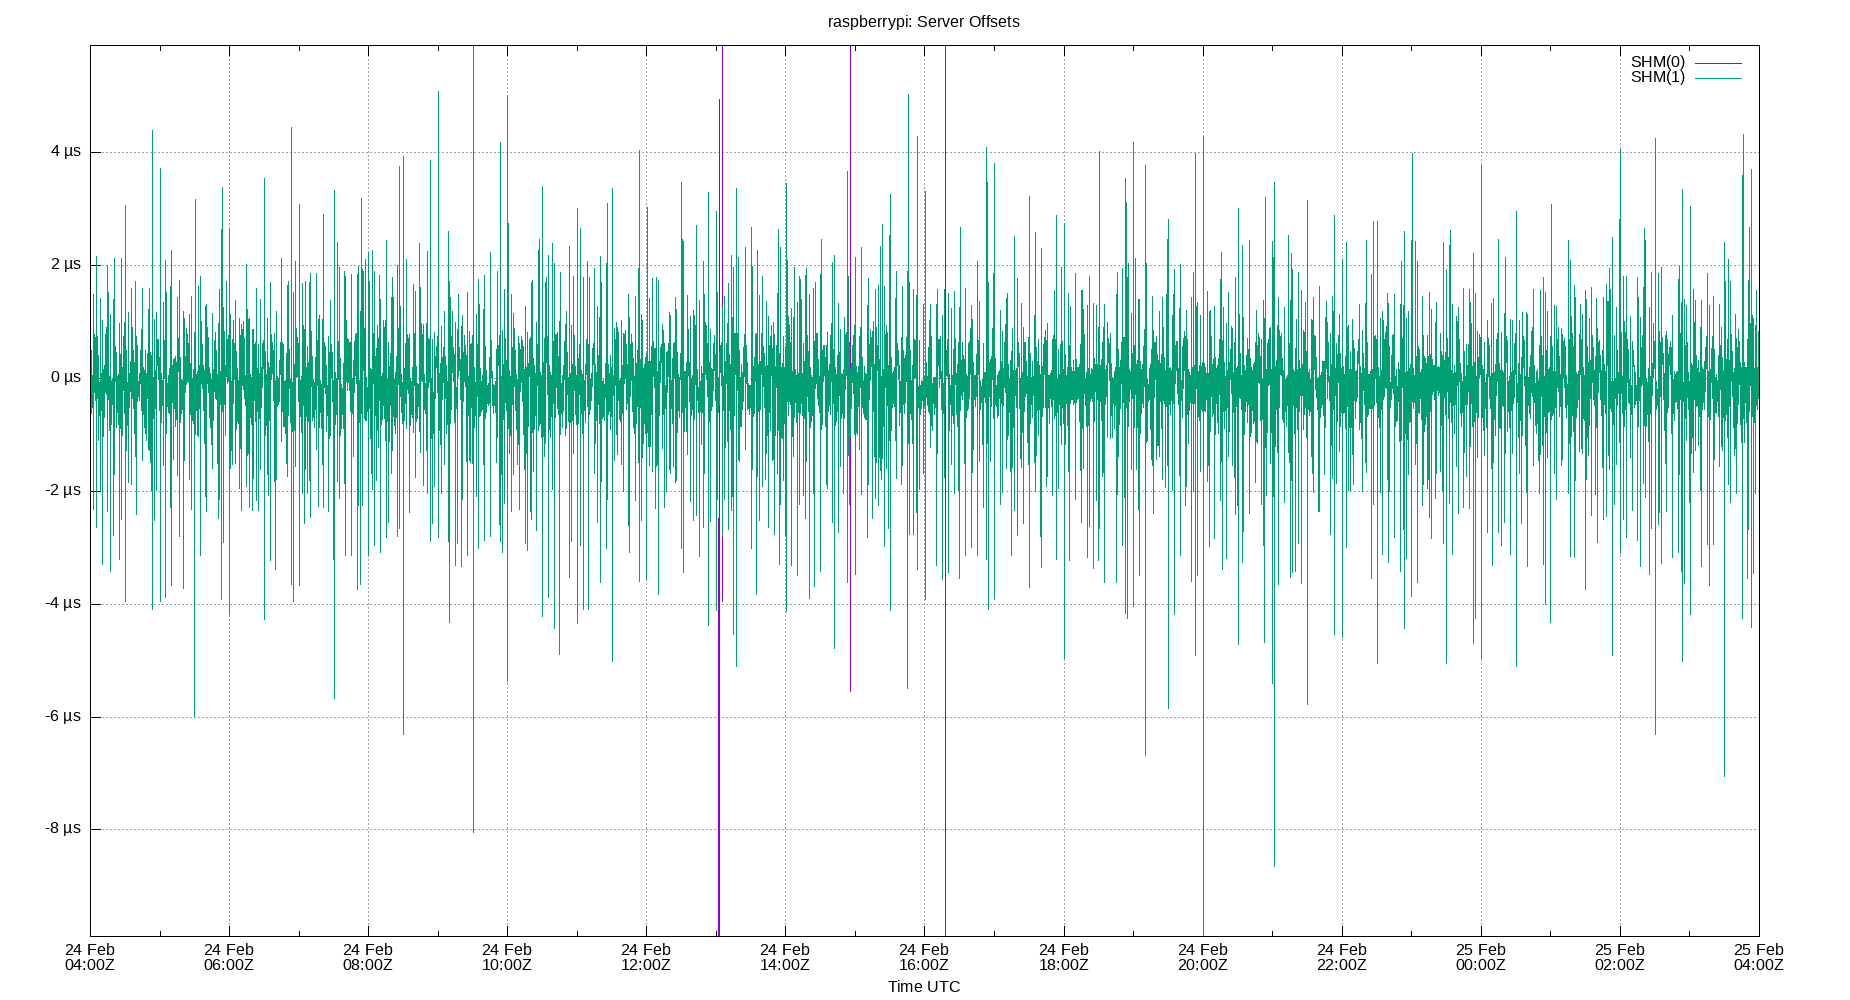 raspberrypi: Server Offsets
SHM(0)
SHM(1)
4 µs
2 µs
0 µs
-2 µs
-4 µs
-6 µs
-8 µs
24 Feb 24 Feb 24 Feb 24 Feb 24 Feb 24 Feb 24 Feb 24 Feb 24 Feb 24 Feb 25 Feb 25 Feb 25 Feb
04:00Z 06:00Z 08:00Z 10:00Z 12:00Z 14:00Z 16:00Z 18:00Z 20:00Z 22:00Z 00:00Z 02:00Z 04:00Z
Time UTC